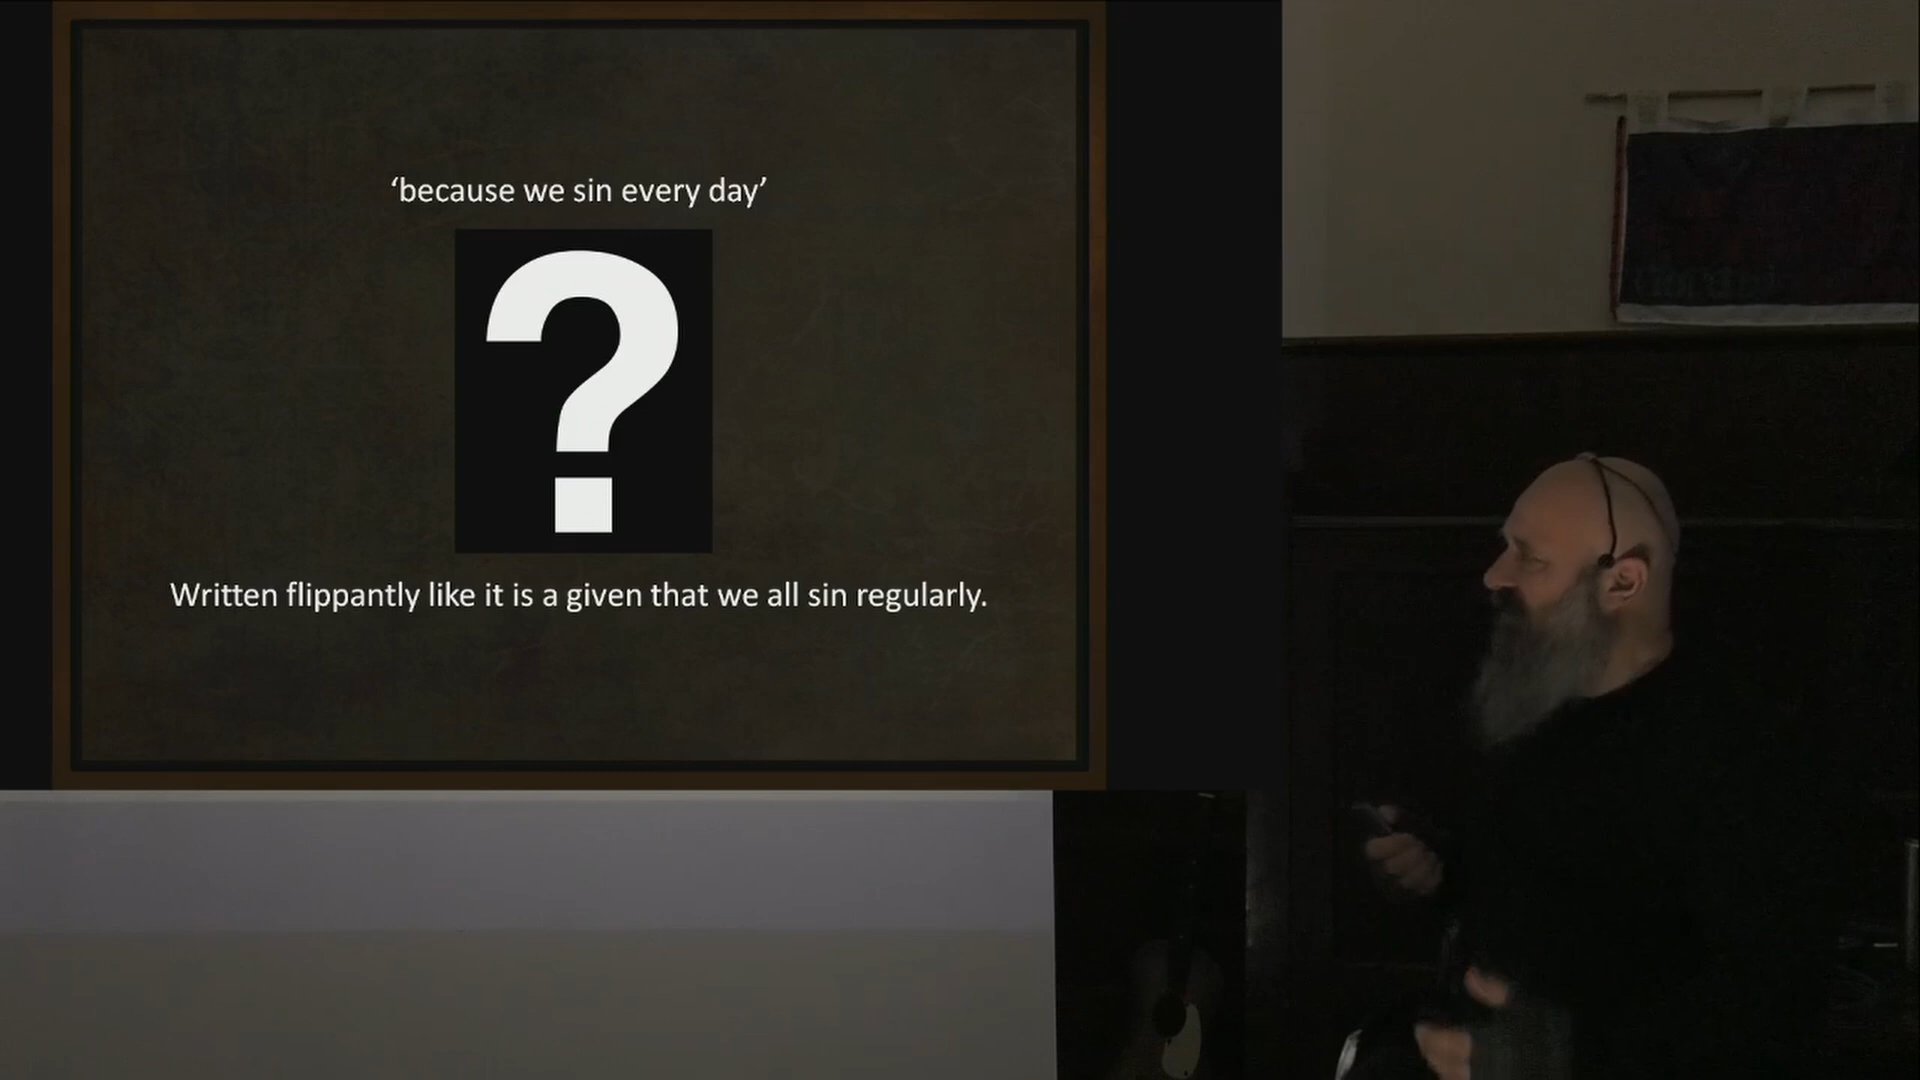 ‘because we sin every day’
?
Written flippantly like it is a given that we all sin regularly.